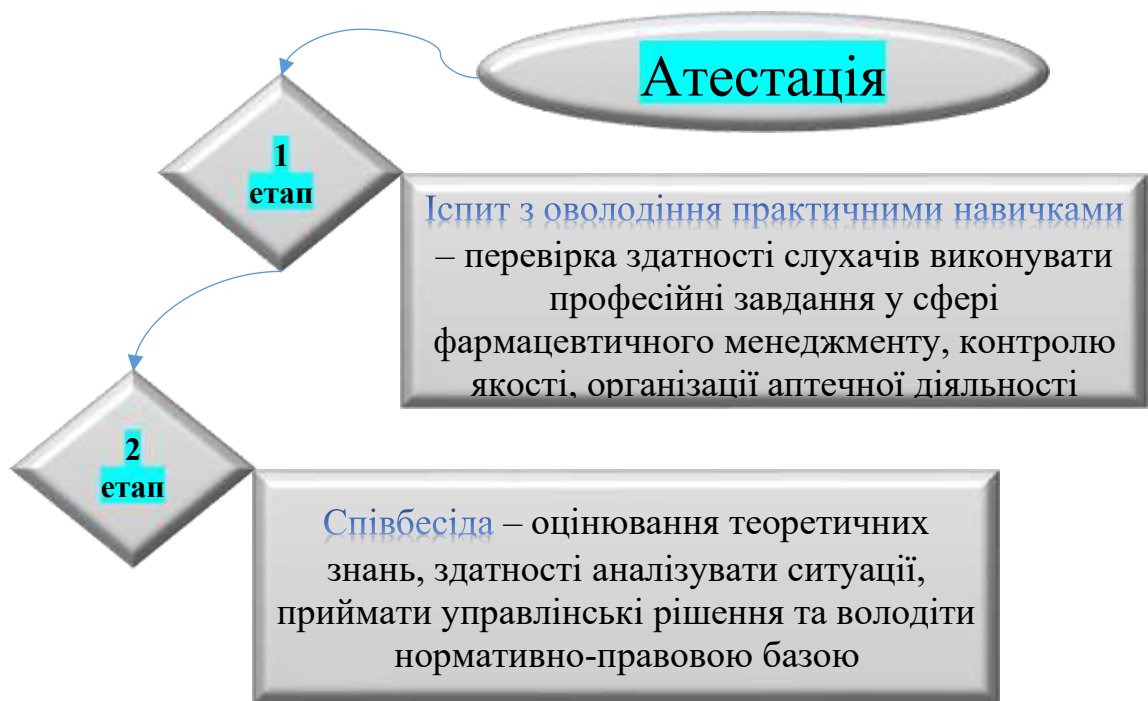 Атестація
1
етап
Іспит з оволодіння практичними навичками
– перевірка здатності слухачів виконувати
професійні завдання у сфері
фармацевтичного менеджменту, контролю
якості, організації аптечної діяльності
2
етап
Співбесіда – оцінювання теоретичних
знань, здатності аналізувати ситуації,
приймати управлінські рішення та володіти
нормативно-правовою базою